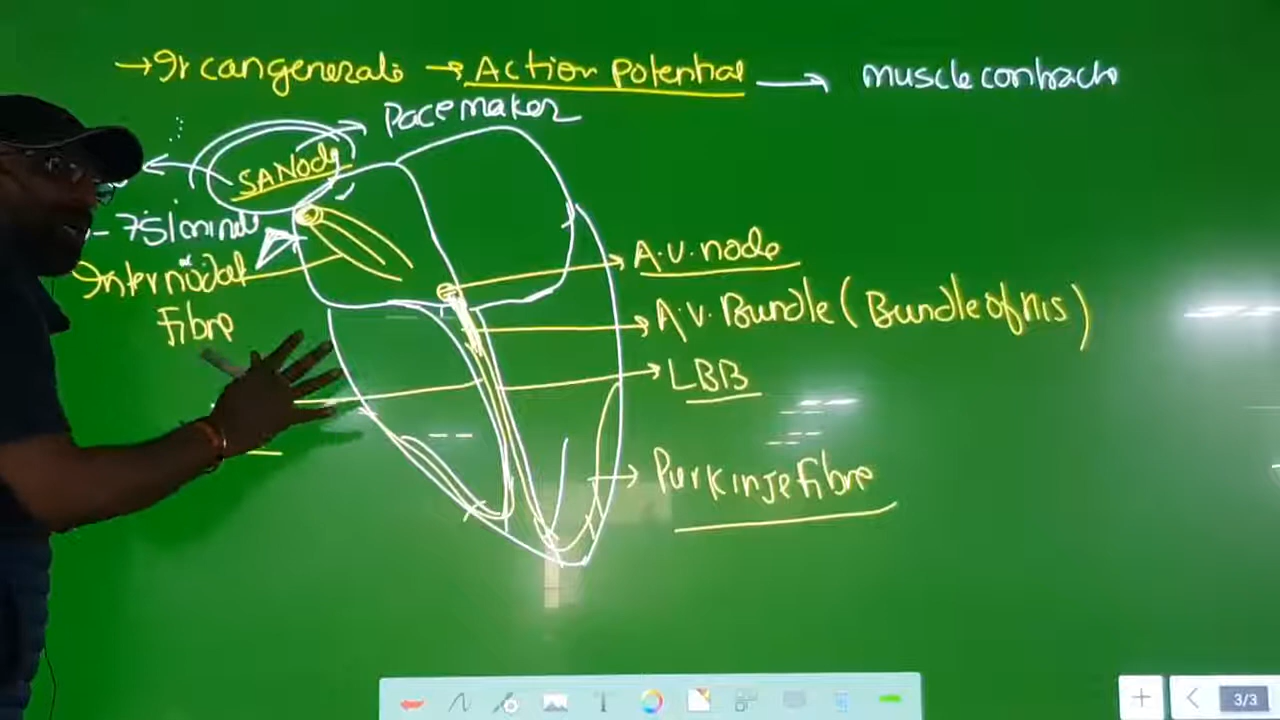 → It can generate → Action potential → muscle contracts
Pacemaker
SA Node
- 75/minute
Internodal
fibre
A.V. node
A.V. Bundle (Bundle of his)
LBB
Purkinje fibre
3/3